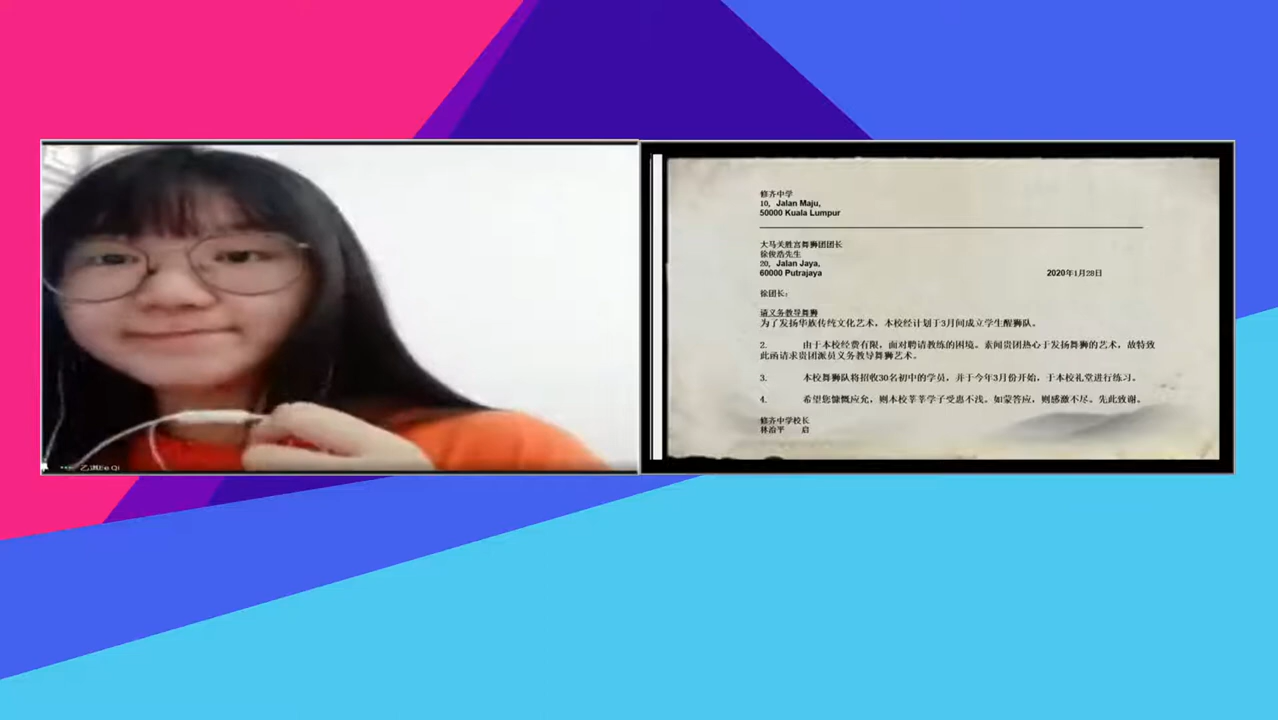 修齐中学
10, Jalan Maju,
50000 Kuala Lumpur
大马关胜宫舞狮团团长
徐俊浩先生
20, Jalan Jaya,
60000 Putrajaya
2020年1月28日
徐团长：
请义务教导舞狮
为了发扬华族传统文化艺术，本校经计划于3月间成立学生醒狮队。
2. 由于本校经费有限，面对聘请教练的困境。素闻贵团热心于发扬舞狮的艺术，故特致
此函请求贵团派员义务教导舞狮艺术。
3. 本校舞狮队将招收30名初中的学员，并于今年3月份开始，于本校礼堂进行练习。
4. 希望您慷慨应允，则本校莘莘学子受惠不浅。如蒙答应，则感激不尽。先此致谢。
修齐中学校长
林治平 启
Qi